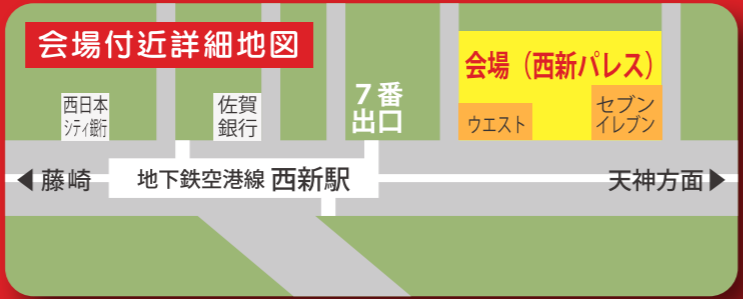 会場付近詳細地図
西日本
シティ銀行
佐賀
銀行
7番
出口
会場（西新パレス）
ウエスト
セブン
イレブン
◀藤崎
地下鉄空港線 西新駅
天神方面▶